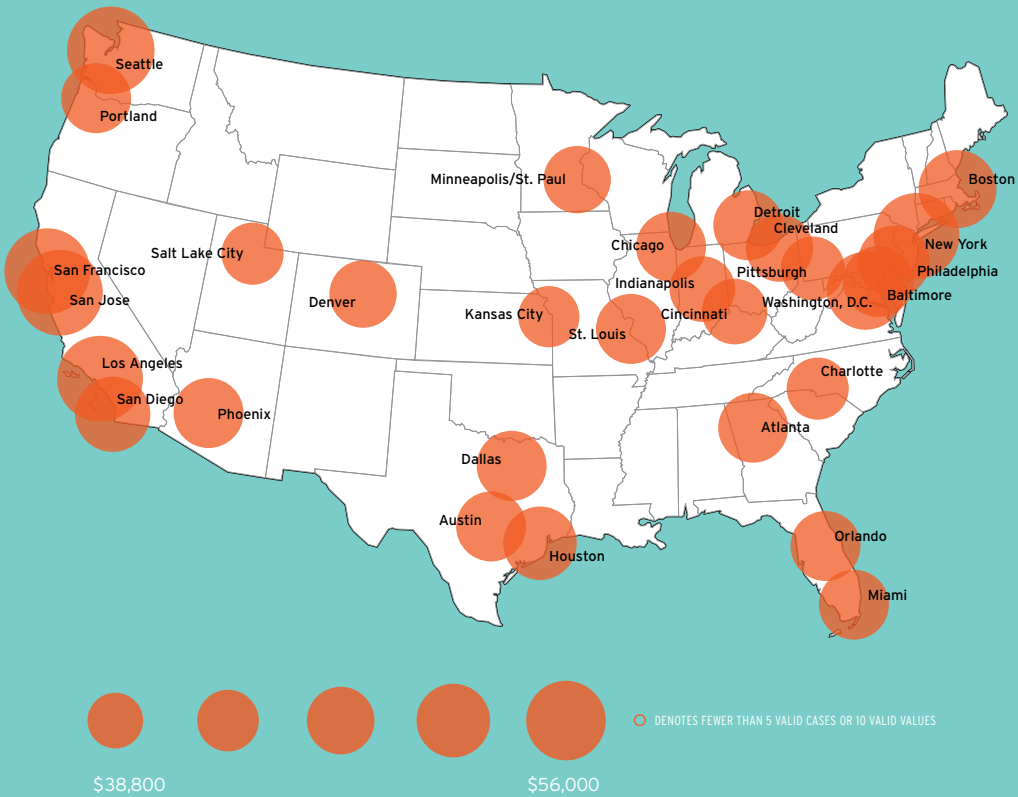 Seattle
Portland
Minneapolis/St. Paul
Boston
Detroit
Cleveland
Chicago
New York
Salt Lake City
San Francisco
Pittsburgh
Philadelphia
Indianapolis
San Jose
Denver
Washington, D.C.
Baltimore
Kansas City
Cincinnati
St. Louis
Los Angeles
Charlotte
San Diego
Phoenix
Atlanta
Dallas
Austin
Orlando
Houston
Miami
DENOTES FEWER THAN 5 VALID CASES OR 10 VALID VALUES
$38,800
$56,000